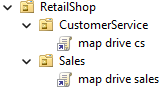 RetailShop
CustomerService
map drive cs
Sales
map drive sales